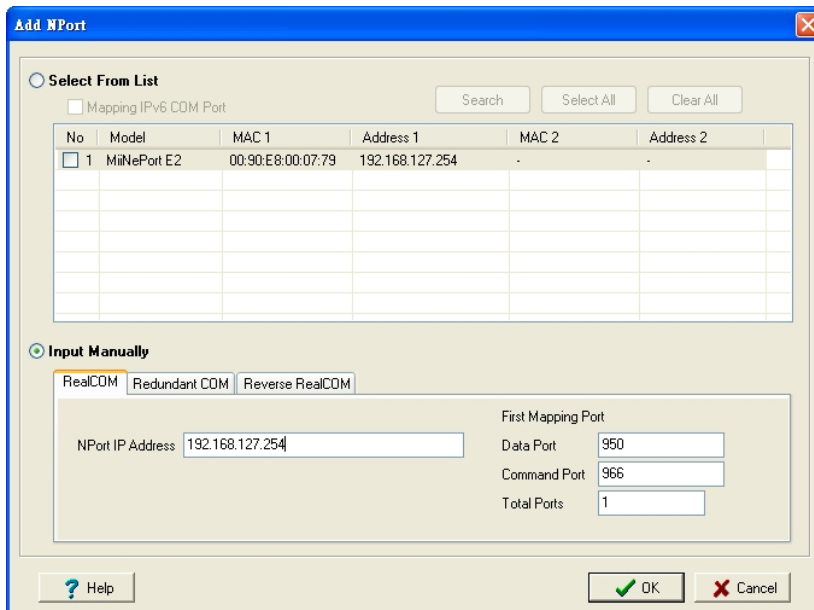 Add NPort
Select From List
Mapping IPv6 COM Port
Search
Select All
Clear All
No Model MAC 1 Address 1 MAC 2 Address 2
1 MiiNePort E2 00:90:E8:00:07:79 192.168.127.254 - -
Input Manually
RealCOM Redundant COM Reverse RealCOM
First Mapping Port
NPort IP Address 192.168.127.254
Data Port 950
Command Port 966
Total Ports 1
? Help
OK
Cancel